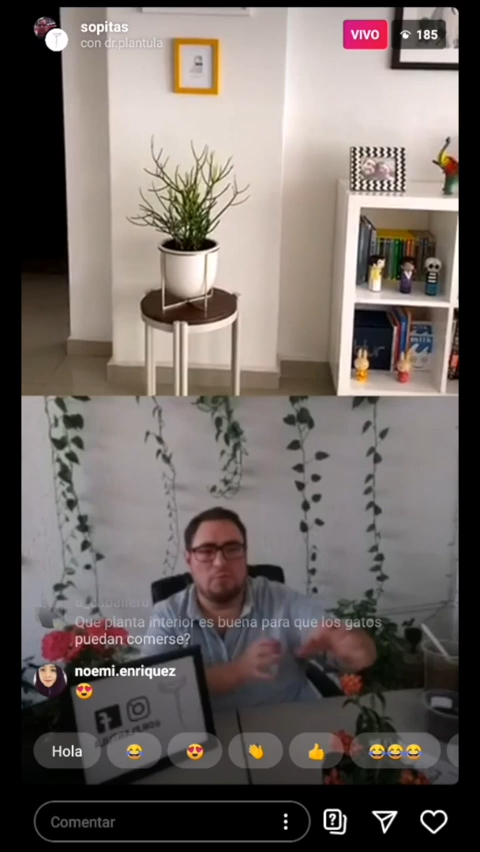 sopitas
con dr.plantula
VIVO
185
Que planta interior es buena para que los gatos
puedan comerse?
noemi.enriquez
Hola
Comentar